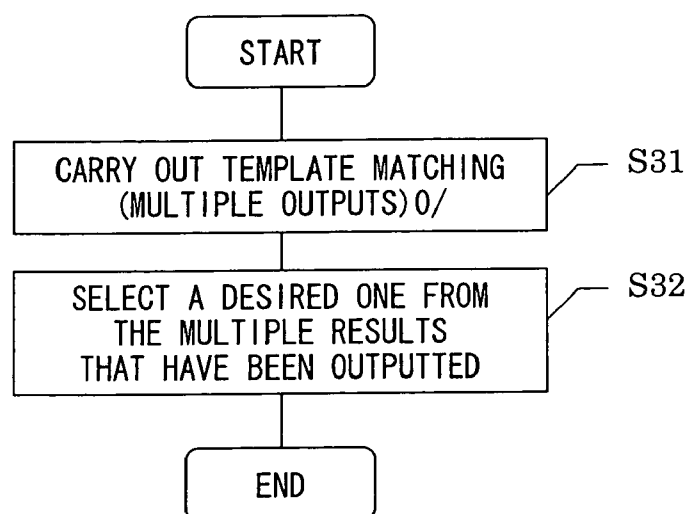 START
CARRY OUT TEMPLATE MATCHING
(MULTIPLE OUTPUTS)O/
S31
SELECT A DESIRED ONE FROM
THE MULTIPLE RESULTS
THAT HAVE BEEN OUTPUTTED
S32
END